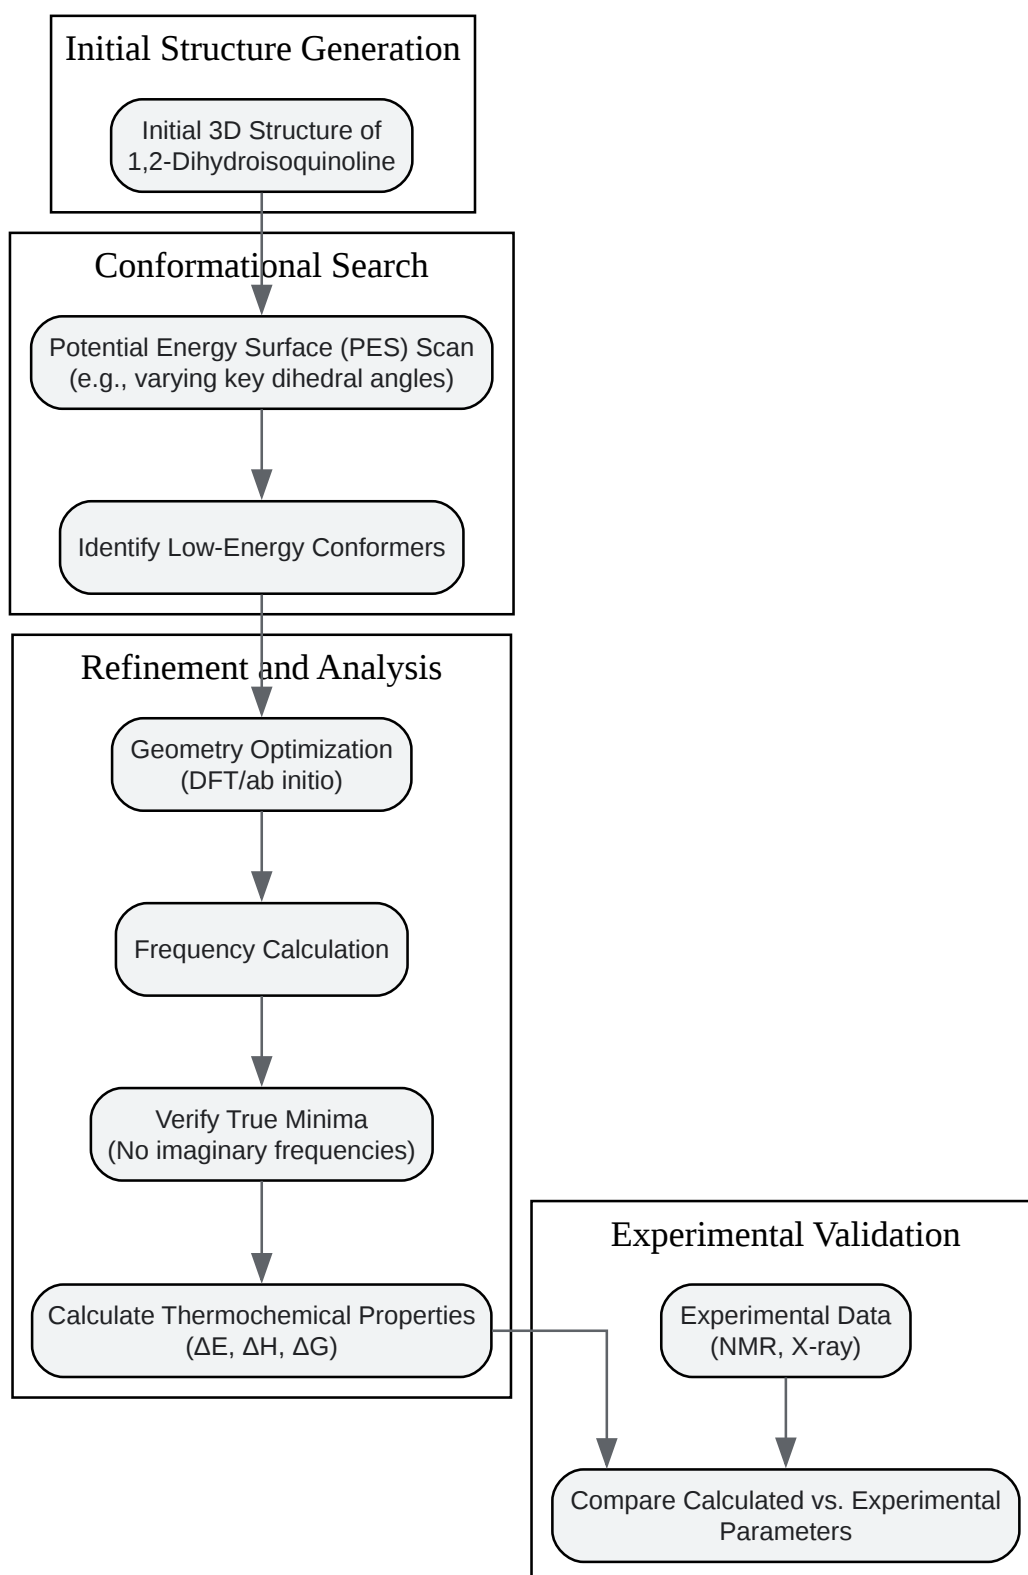 Initial Structure Generation
Initial 3D Structure of
1,2-Dihydroisoquinoline
Conformational Search
Potential Energy Surface (PES) Scan
(e.g., varying key dihedral angles)
Identify Low-Energy Conformers
Refinement and Analysis
Geometry Optimization
(DFT/ab initio)
Frequency Calculation
Verify True Minima
(No imaginary frequencies)
Calculate Thermochemical Properties
(ΔE, ΔH, ΔG)
Experimental Validation
Experimental Data
(NMR, X-ray)
Compare Calculated vs. Experimental
Parameters